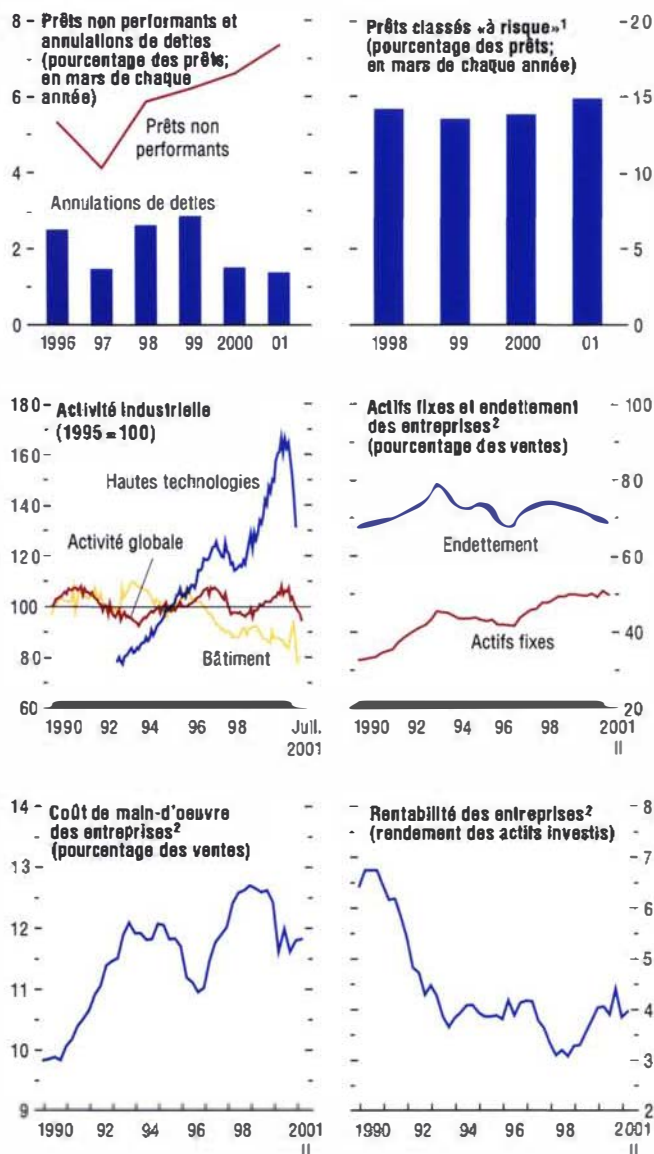 Prêts non performants et
annulations de dettes
(pourcentage des prêts;
en mars de chaque
année)
Prêts non
performants
Annulations de dettes
8
6
4
2
0
1996 97 98 99 2000 01
Prêts classés «à risque»¹
(pourcentage des prêts;
en mars de chaque année)
20
15
10
5
0
1998 99 2000 01
Activité industrielle
(1995 = 100)
Hautes technologies
Activité globale
Bâtiment
180
160
140
120
100
80
60
1990 92 94 96 98 Juil.
2001
Actifs fixes et endettement
des entreprises²
(pourcentage des ventes)
Endettement
Actifs fixes
100
80
60
40
20
1990 92 94 96 98 2001
II
Coût de main-d'oeuvre
des entreprises²
(pourcentage des ventes)
14
13
12
11
10
9
1990 92 94 96 98 2001
II
Rentabilité des entreprises²
(rendement des actifs investis)
8
7
6
5
4
3
2
1990 92 94 96 98 2001
II